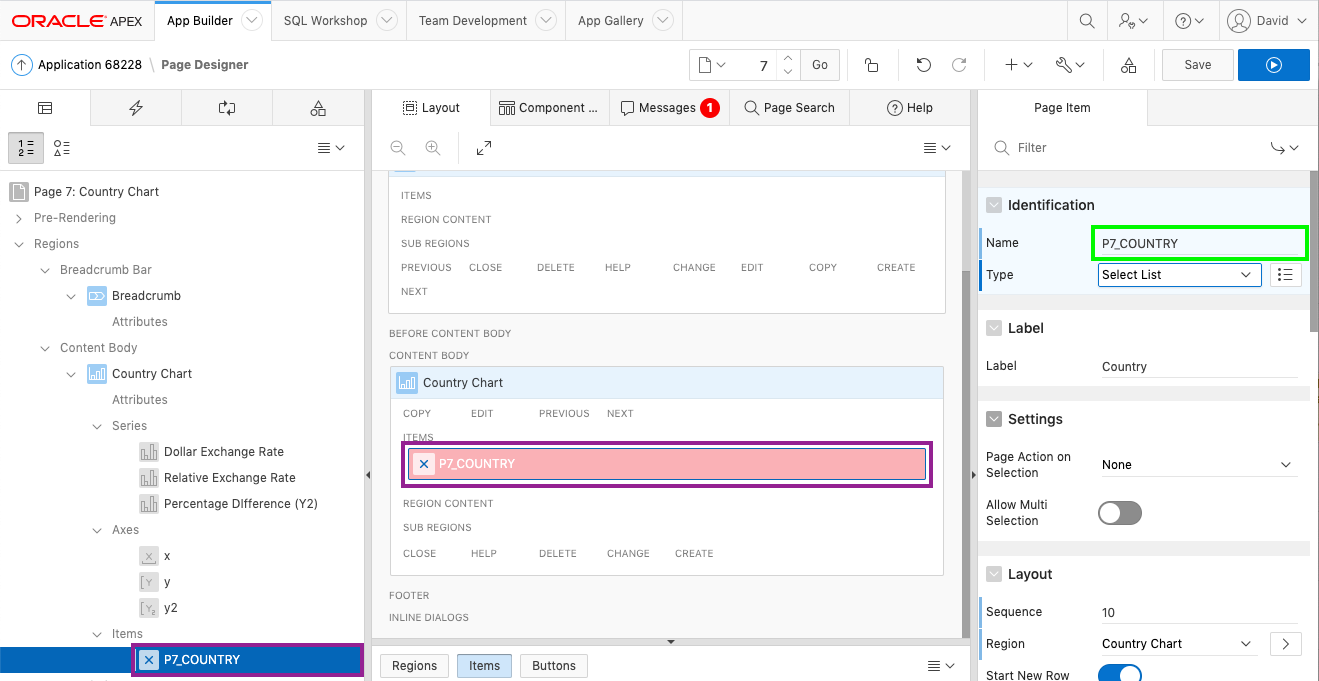 ORACLE APEX App Builder SQL Workshop Team Development App Gallery David
Application 68228 \ Page Designer 7 Go Save
Layout Component ... Messages 1 Page Search Help Page Item
Filter
Page 7: Country Chart
Pre-Rendering
Regions
Breadcrumb Bar
Breadcrumb
Attributes
Content Body
Country Chart
Attributes
Series
Dollar Exchange Rate
Relative Exchange Rate
Percentage DIfference (Y2)
Axes
x
y
y2
Items
P7_COUNTRY
ITEMS
REGION CONTENT
SUB REGIONS
PREVIOUS CLOSE DELETE HELP CHANGE EDIT COPY CREATE
NEXT
BEFORE CONTENT BODY
CONTENT BODY
Country Chart
COPY EDIT PREVIOUS NEXT
ITEMS
P7_COUNTRY
REGION CONTENT
SUB REGIONS
CLOSE HELP DELETE CHANGE CREATE
FOOTER
INLINE DIALOGS
Regions Items Buttons
Identification
Name P7_COUNTRY
Type Select List
Label
Label Country
Settings
Page Action on
Selection
None
Allow Multi
Selection
Layout
Sequence 10
Region Country Chart
Start New Row